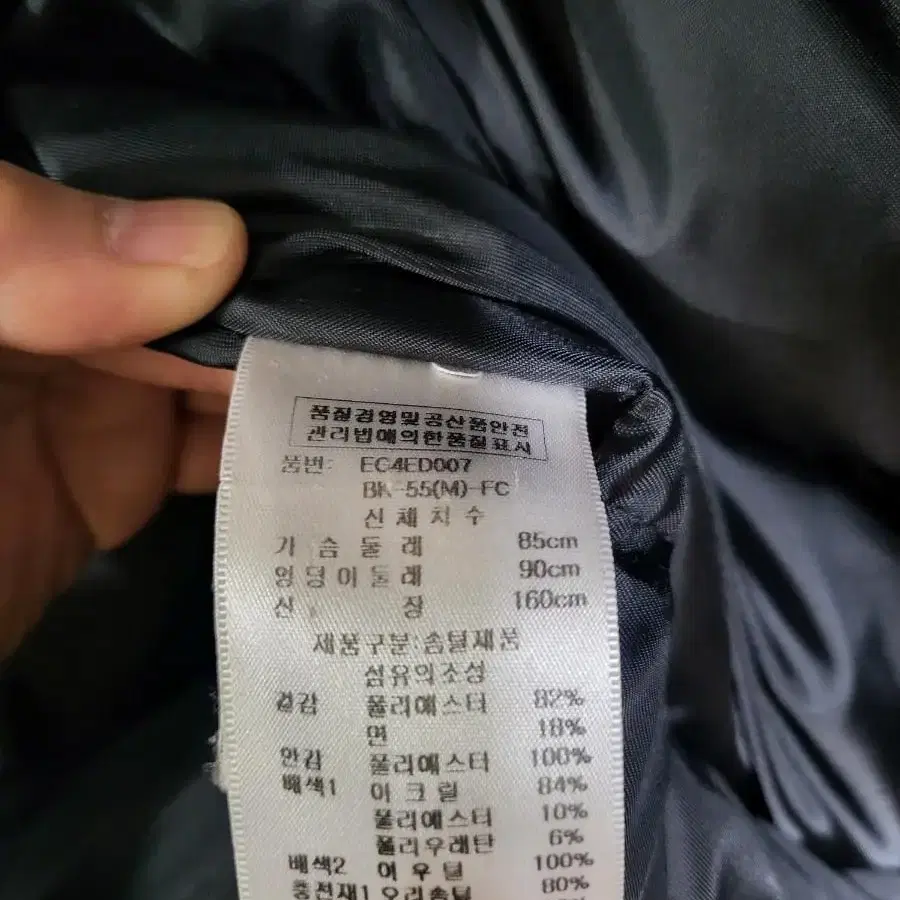 품질경영및공산품안전
관리법에의한품질표시
품번: EC4ED007
BK-55(M)-FC
신체치수
가슴둘레 85cm
엉덩이둘레 90cm
신장 160cm
제품구분:솜털제품
섬유의조성
겉감 폴리에스터 82%
면 18%
안감 폴리에스터 100%
배색1 아크릴 84%
폴리에스터 10%
폴리우레탄 6%
배색2 여우털 100%
충전재1 오리솜털 80%